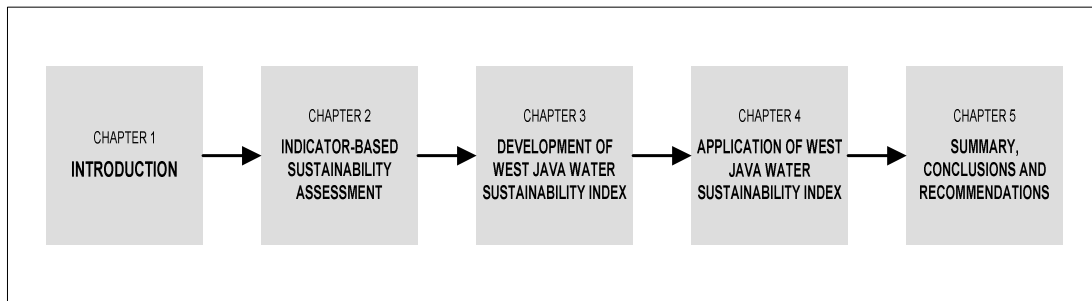 CHAPTER 1
INTRODUCTION
CHAPTER 2
INDICATOR-BASED
SUSTAINABILITY
ASSESSMENT
CHAPTER 3
DEVELOPMENT OF
WEST JAVA WATER
SUSTAINABILITY INDEX
CHAPTER 4
APPLICATION OF WEST
JAVA WATER
SUSTAINABILITY INDEX
CHAPTER 5
SUMMARY,
CONCLUSIONS AND
RECOMMENDATIONS